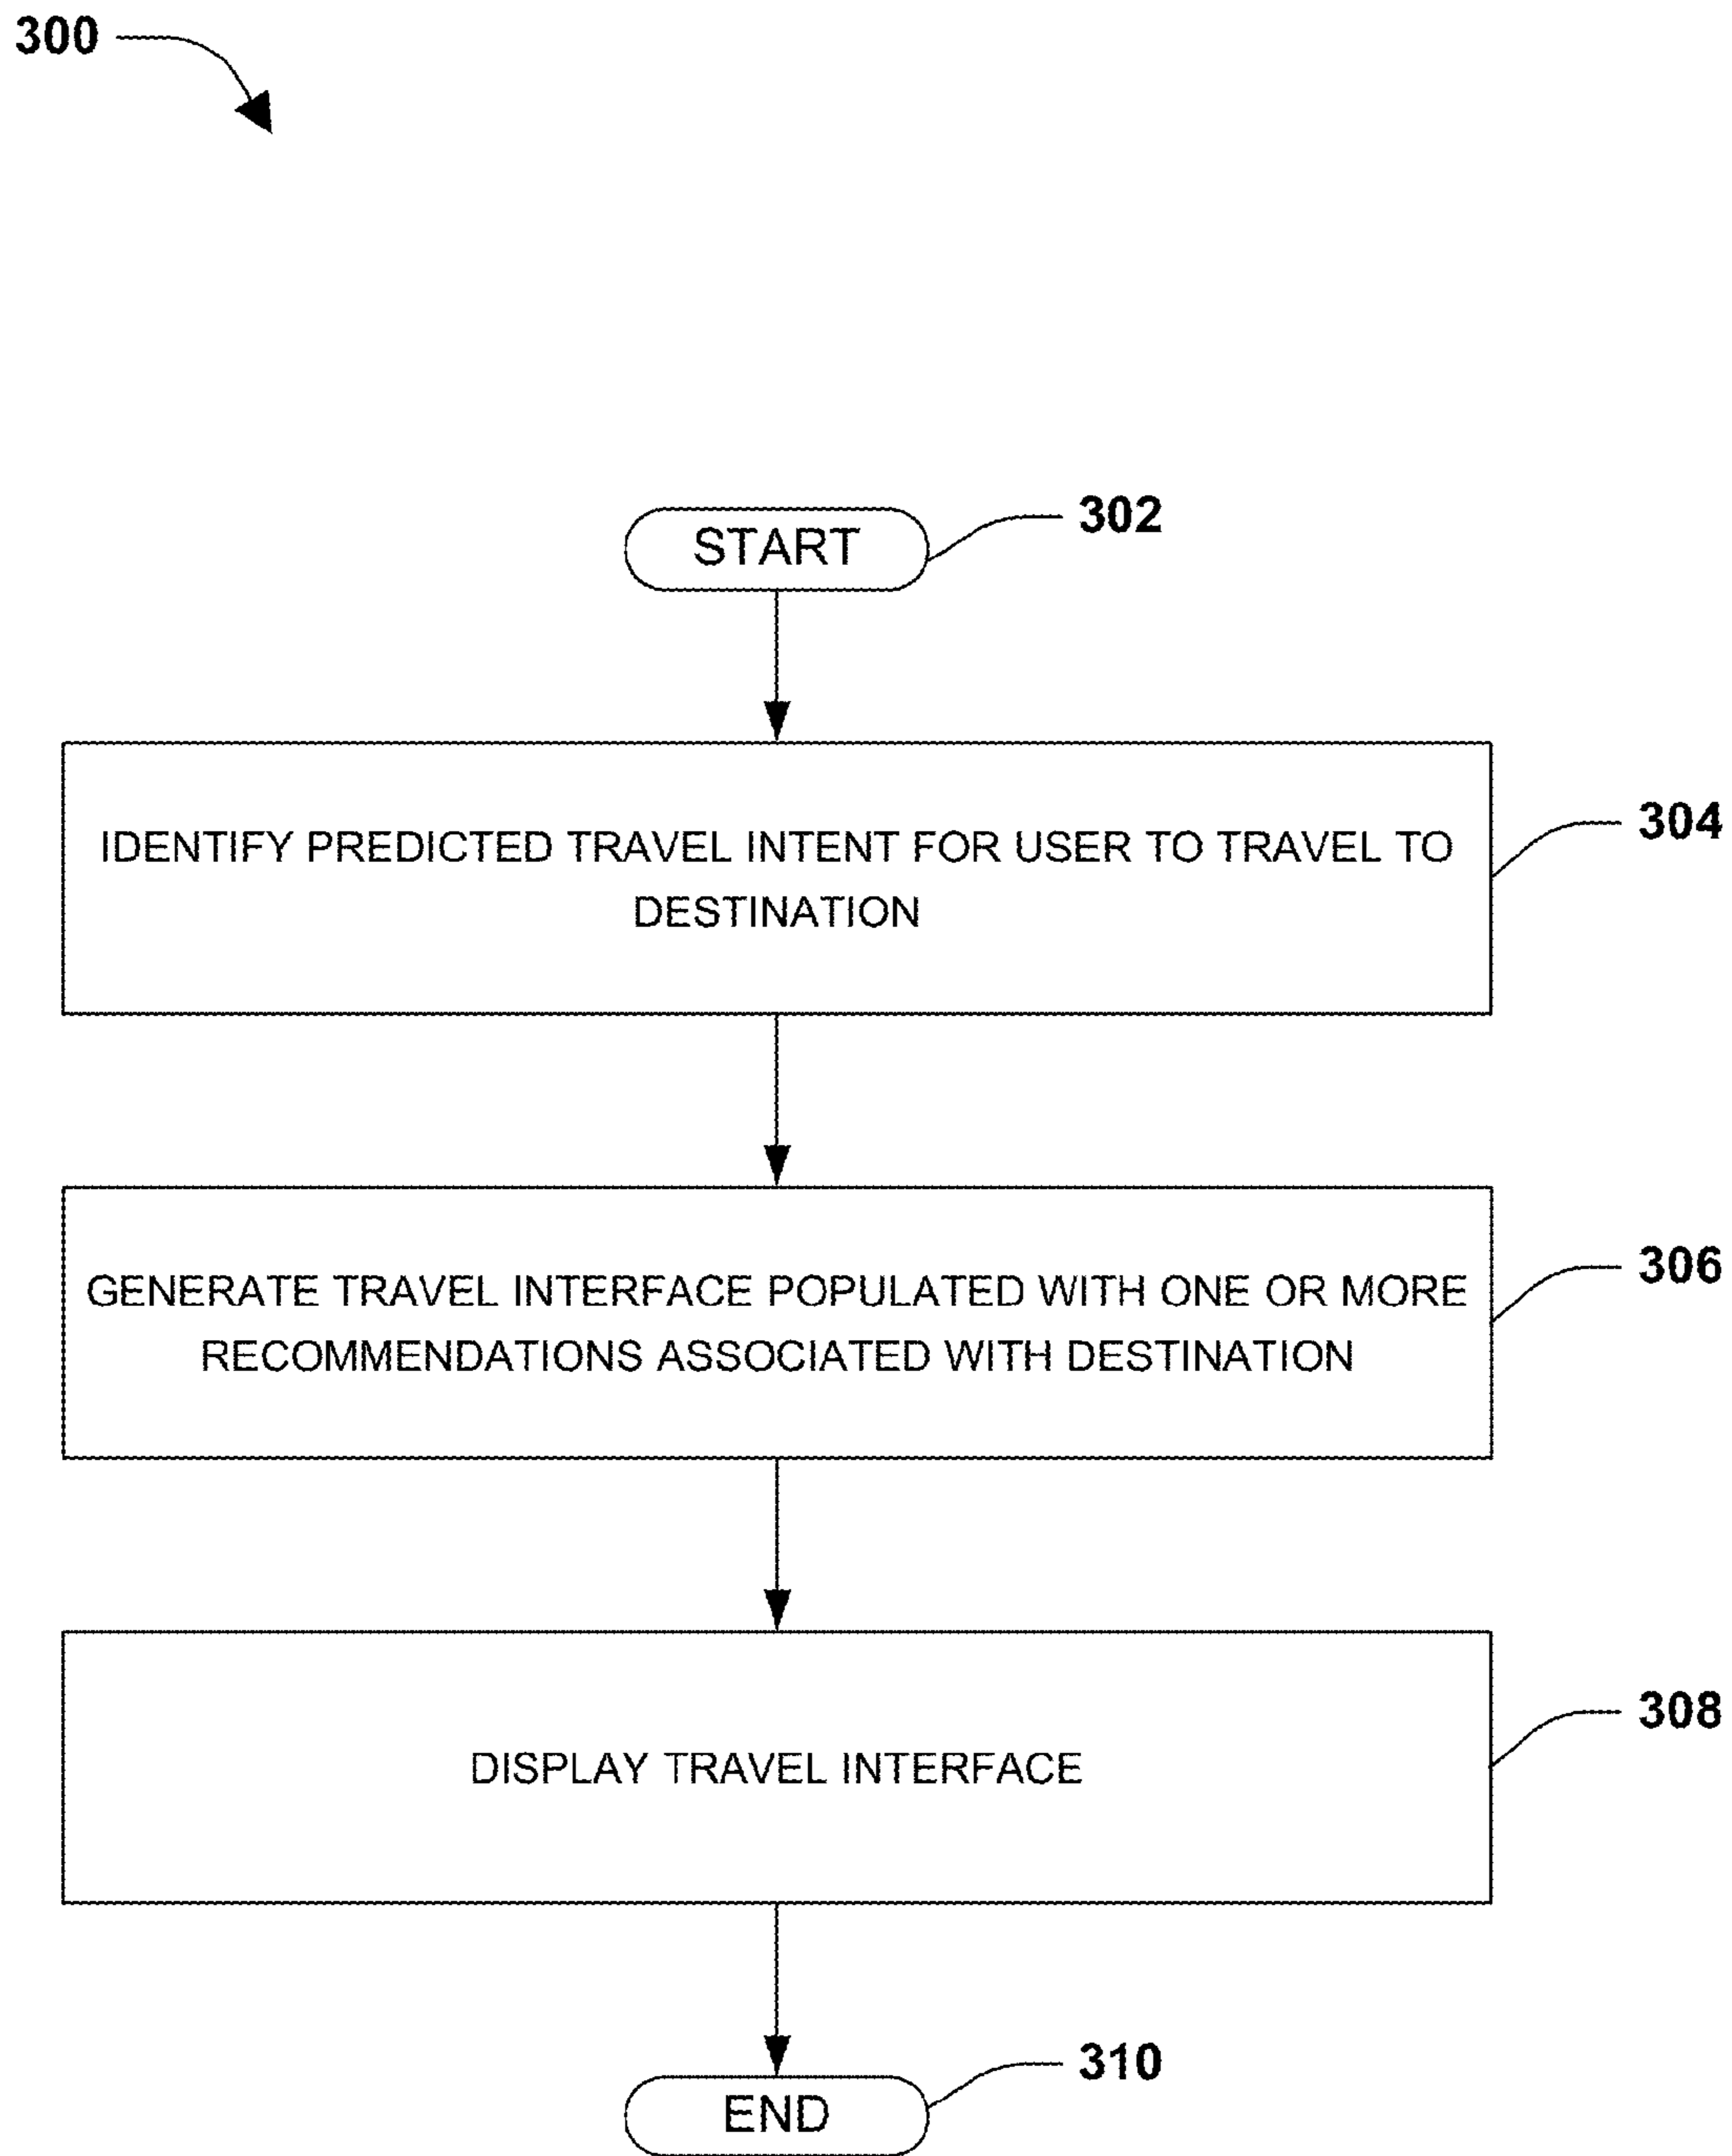 300
START
302
IDENTIFY PREDICTED TRAVEL INTENT FOR USER TO TRAVEL TO
DESTINATION
304
GENERATE TRAVEL INTERFACE POPULATED WITH ONE OR MORE
RECOMMENDATIONS ASSOCIATED WITH DESTINATION
306
DISPLAY TRAVEL INTERFACE
308
END
310